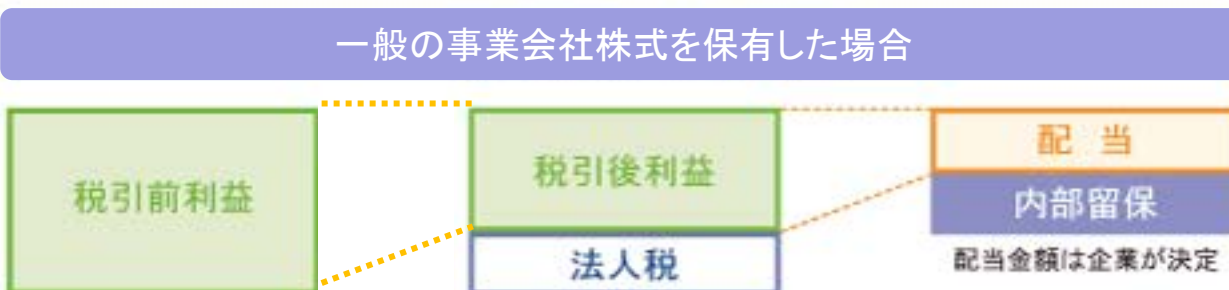 一般の事業会社株式を保有した場合
税引前利益
税引後利益
法人税
配 当
内部留保
配当金額は企業が決定